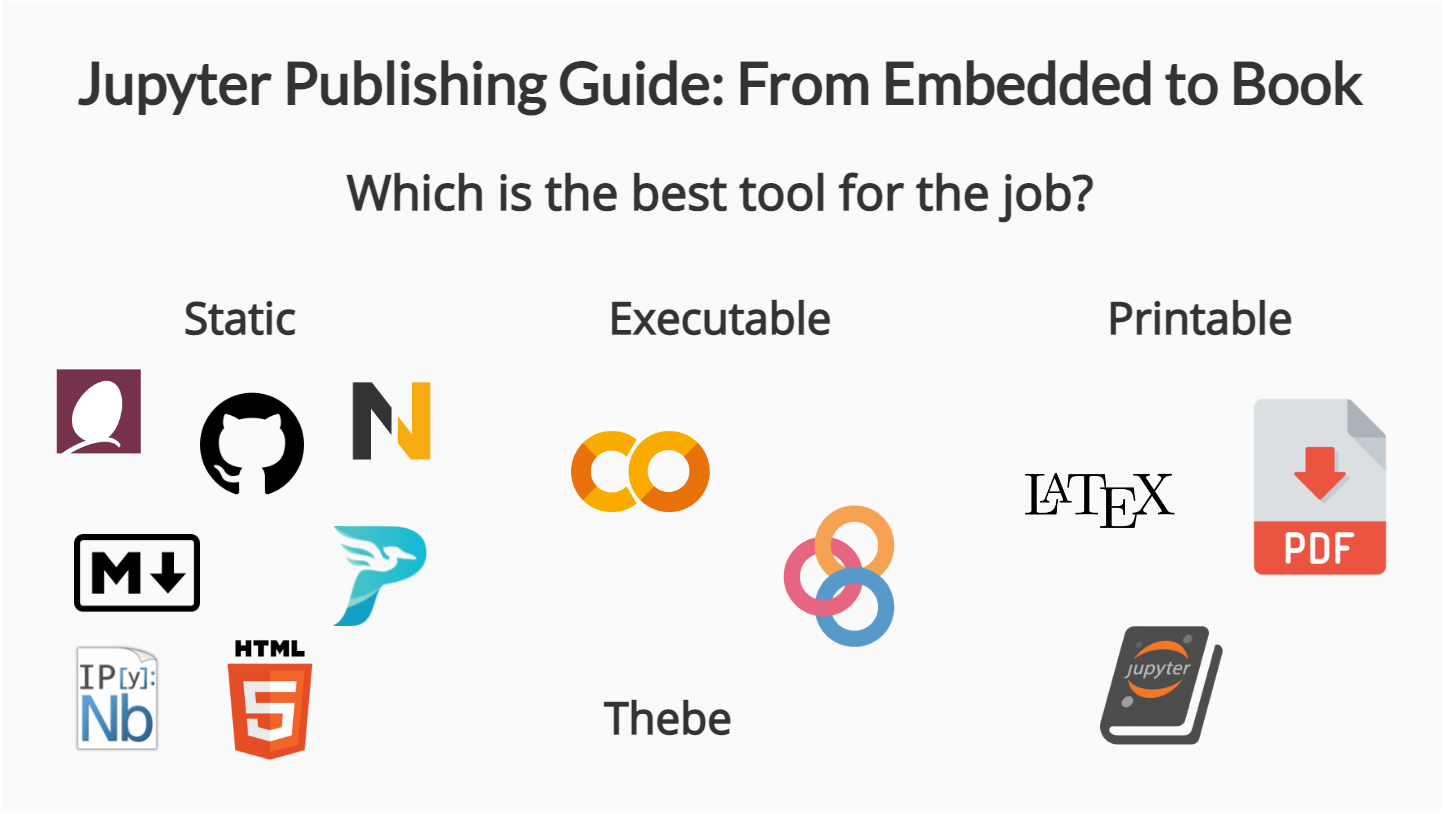 Jupyter Publishing Guide: From Embedded to Book
Which is the best tool for the job?
Static
Executable
Printable
N
M
LATEX
PDF
IP[y]:
Nb
HTML
5
jupyter
Thebe